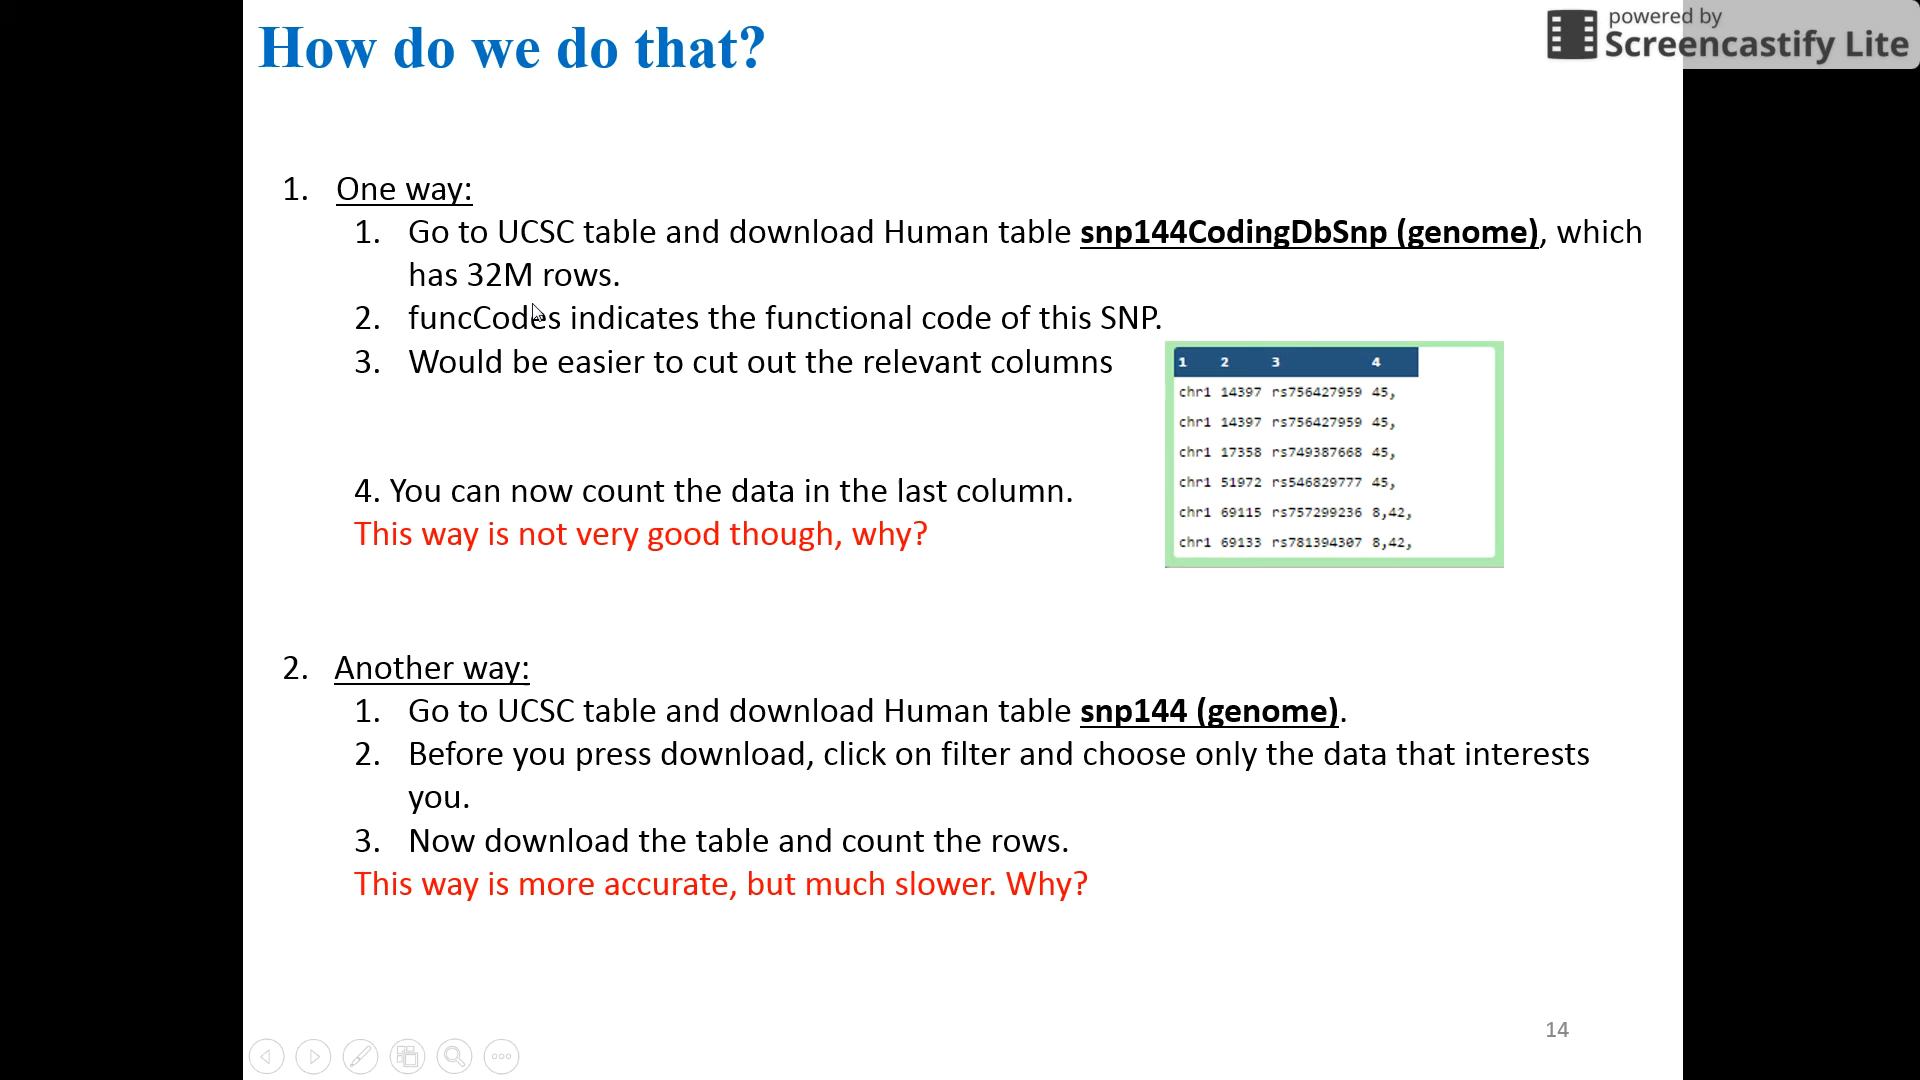 How do we do that?
powered by
Screencastify Lite
1. One way:
1. Go to UCSC table and download Human table snp144CodingDbSnp (genome), which
has 32M rows.
2. funcCodes indicates the functional code of this SNP.
3. Would be easier to cut out the relevant columns
1 2 3 4
chr1 14397 rs756427959 45,
chr1 14397 rs756427959 45,
chr1 17358 rs749387668 45,
chr1 51972 rs546829777 45,
chr1 69115 rs757299236 8,42,
chr1 69133 rs781394307 8,42,
4. You can now count the data in the last column.
This way is not very good though, why?
2. Another way:
1. Go to UCSC table and download Human table snp144 (genome).
2. Before you press download, click on filter and choose only the data that interests
you.
3. Now download the table and count the rows.
This way is more accurate, but much slower. Why?
14